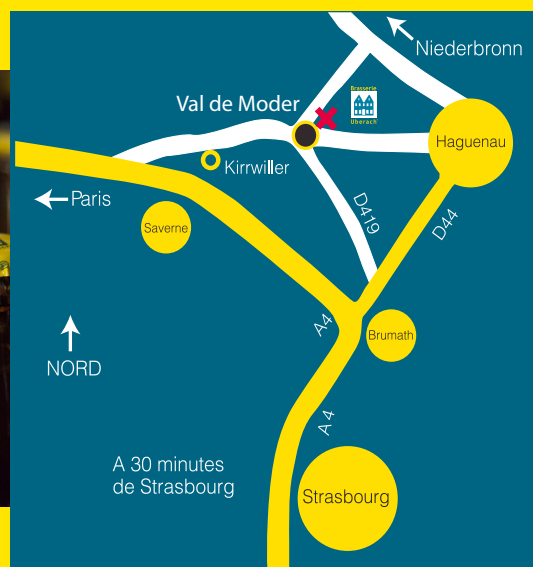 Niederbronn
Brasserie
Uberach
Val de Moder
Haguenau
Kirrwiller
Paris
D419
D44
Saverne
A4
Brumath
NORD
A 4
A 30 minutes
de Strasbourg
Strasbourg